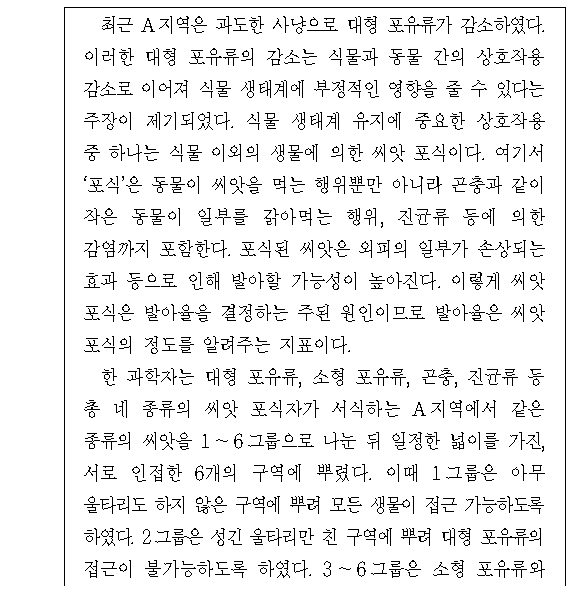 최근 A 지역은 과도한 사냥으로 대형 포유류가 감소하였다.
이러한 대형 포유류의 감소는 식물과 동물 간의 상호작용
감소로 이어져 식물 생태계에 부정적인 영향을 줄 수 있다는
주장이 제기되었다. 식물 생태계 유지에 중요한 상호작용
중 하나는 식물 이외의 생물에 의한 씨앗 포식이다. 여기서
‘포식’은 동물이 씨앗을 먹는 행위뿐만 아니라 곤충과 같이
작은 동물이 일부를 갉아먹는 행위, 진균류 등에 의한
감염까지 포함한다. 포식된 씨앗은 외피의 일부가 손상되는
효과 등으로 인해 발아할 가능성이 높아진다. 이렇게 씨앗
포식은 발아율을 결정하는 주된 원인이므로 발아율은 씨앗
포식의 정도를 알려주는 지표이다.
한 과학자는 대형 포유류, 소형 포유류, 곤충, 진균류 등
총 네 종류의 씨앗 포식자가 서식하는 A 지역에서 같은
종류의 씨앗을 1 ~ 6 그룹으로 나눈 뒤 일정한 넓이를 가진,
서로 인접한 6개의 구역에 뿌렸다. 이때 1 그룹은 아무
울타리도 하지 않은 구역에 뿌려 모든 생물이 접근 가능하도록
하였다. 2 그룹은 성긴 울타리만 친 구역에 뿌려 대형 포유류의
접근이 불가능하도록 하였다. 3 ~ 6 그룹은 소형 포유류와